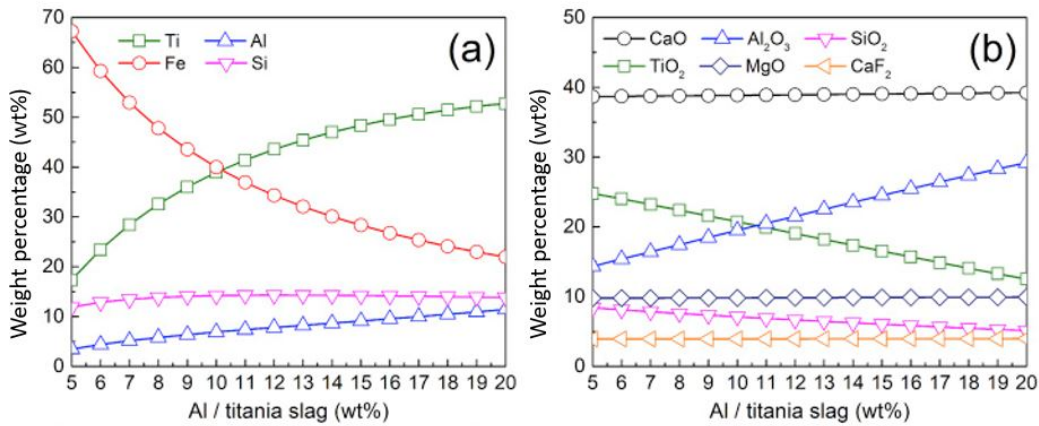 (a)
Ti
Al
Fe
Si
Weight percentage (wt%)
70
60
50
40
30
20
10
0
5 6 7 8 9 10 11 12 13 14 15 16 17 18 19 20
Al / titania slag (wt%)
(b)
CaO
Al₂O₃
SiO₂
TiO₂
MgO
CaF₂
Weight percentage (wt%)
50
40
30
20
10
0
5 6 7 8 9 10 11 12 13 14 15 16 17 18 19 20
Al / titania slag (wt%)